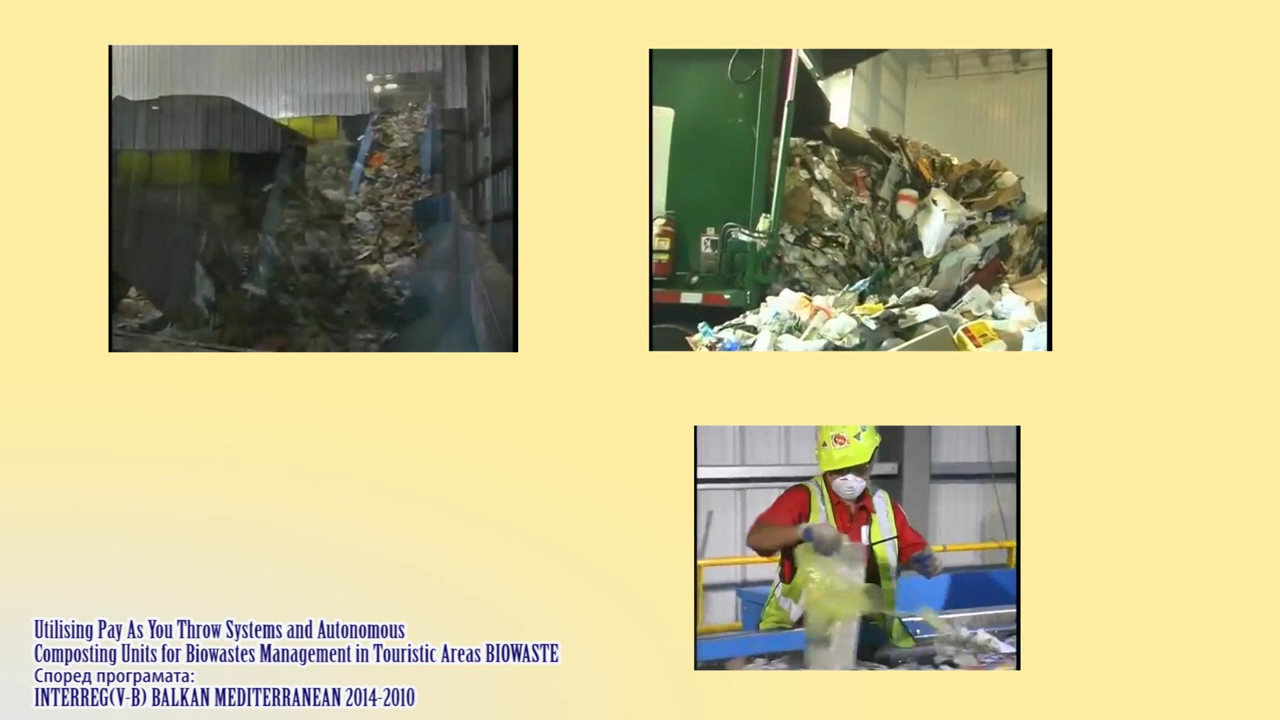 Utilising Pay As You Throw Systems and Autonomous
Composting Units for Biowastes Management in Touristic Areas BIOWASTE
Според програмата:
INTERREG(V-B) BALKAN MEDITERRANEAN 2014-2010